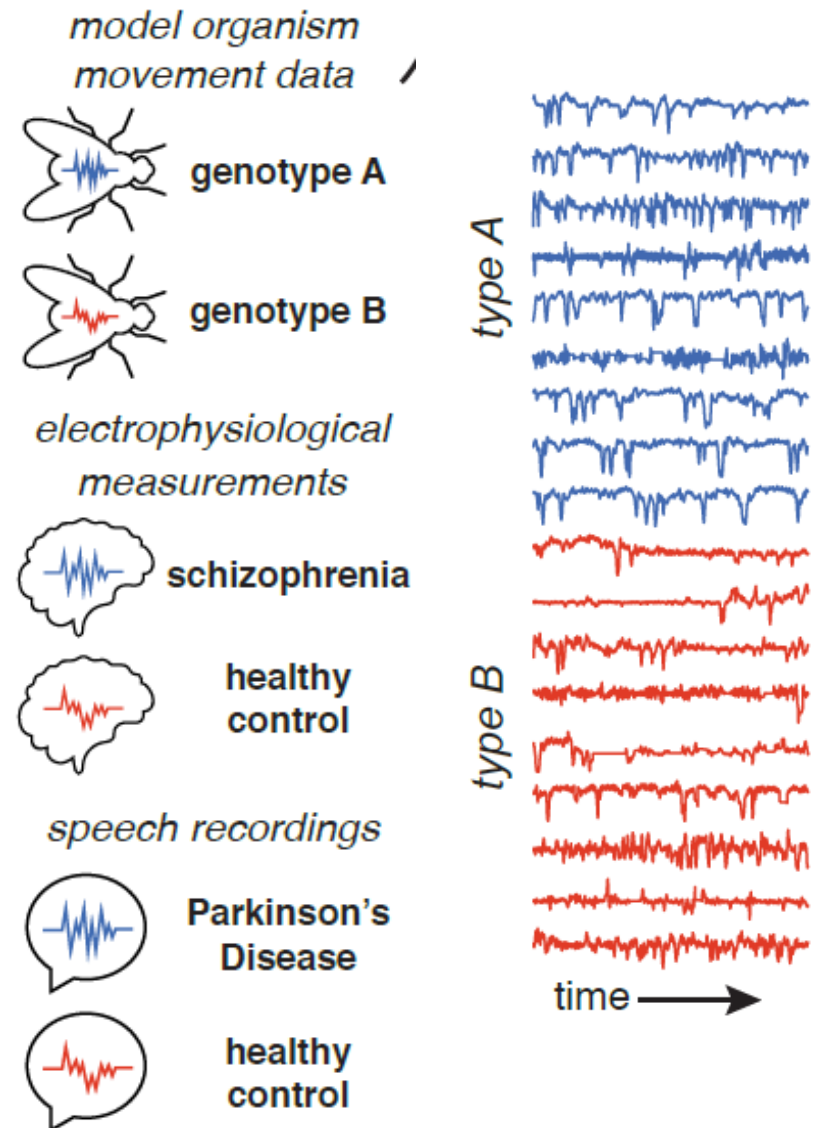 model organism
movement data
genotype A
genotype B
electrophysiological
measurements
schizophrenia
healthy
control
speech recordings
Parkinson's
Disease
healthy
control
type A
type B
time